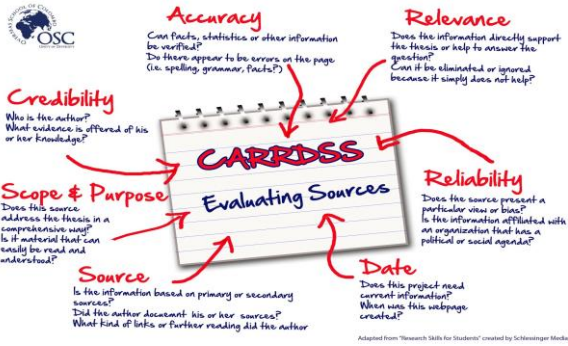 OVERSEAS SCHOOL OF COLOMBO
OSC
Accuracy
Can facts, statistics or other information
be verified?
Do there appear to be errors on the page
(i.e. spelling, grammar, facts?)
Relevance
Does the information directly support
the thesis or help to answer the
question?
Can it be eliminated or ignored
because it simply does not help?
Credibility
Who is the author?
What evidence is offered of his
or her knowledge?
CARRDSS
Evaluating Sources
Scope & Purpose
Does this source
address the thesis in a
comprehensive way?
Is it material that can
easily be read and
understood?
Reliability
Does the source present a
particular view or bias?
Is the information affiliated with
an organization that has a
political or social agenda?
Source
Is the information based on primary or secondary
sources?
Did the author document his or her sources?
What kind of links or further reading did the author
Date
Does this project need
current information?
When was this webpage
created?
Adapted from "Research Skills for Students" created by Schlessinger Media